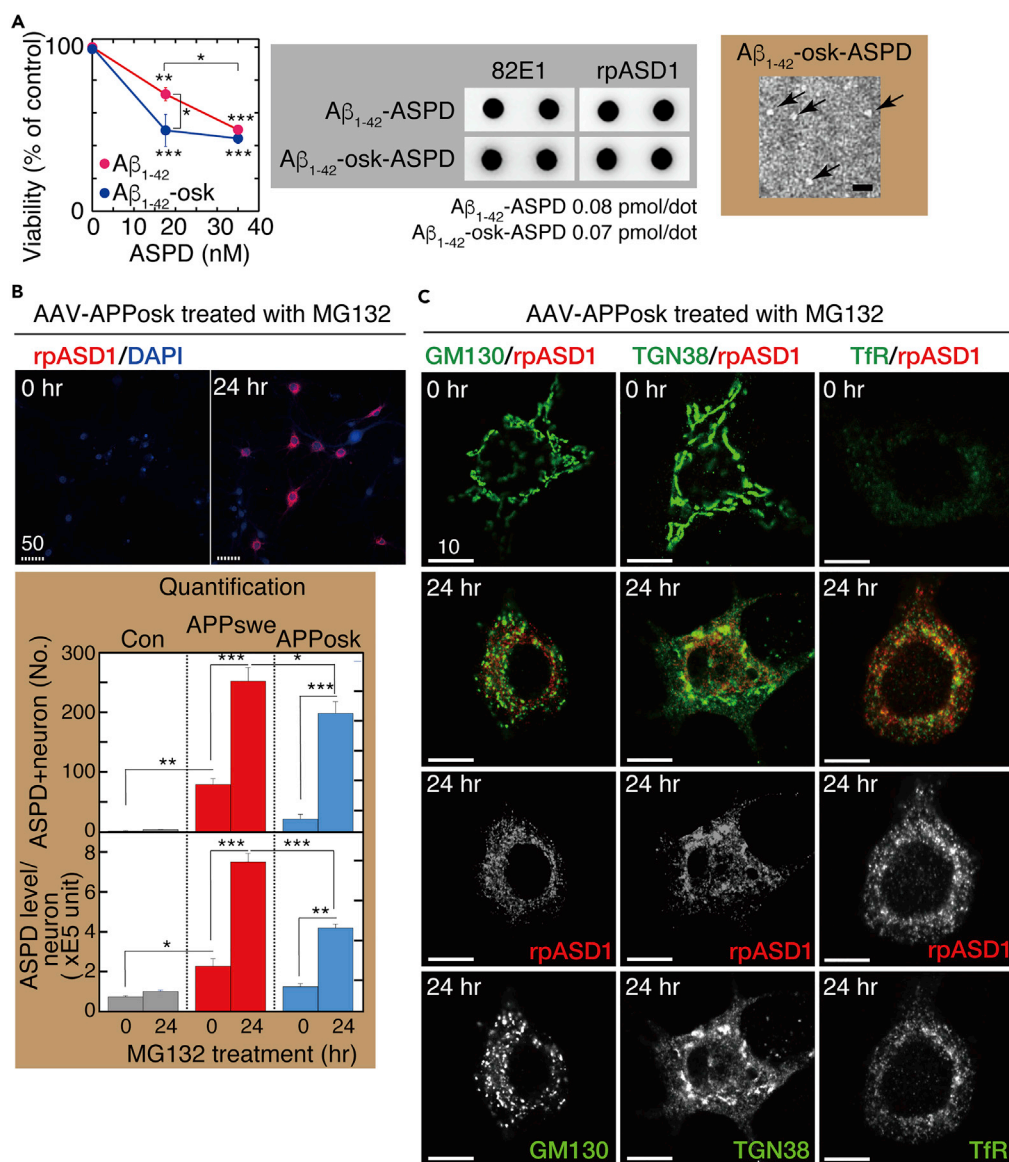 A
Viability (% of control)
100
0
0 10 20 30 40
ASPD (nM)
*
**
*
***
***
***
Aβ1-42
Aβ1-42-osk
82E1 rpASD1
Aβ1-42-ASPD
Aβ1-42-osk-ASPD
Aβ1-42-ASPD 0.08 pmol/dot
Aβ1-42-osk-ASPD 0.07 pmol/dot
Aβ1-42-osk-ASPD
B
AAV-APPosk treated with MG132
rpASD1/DAPI
0 hr 24 hr
50
Quantification
Con APPswe APPosk
ASPD+neuron (No.)
300
200
100
0
** *** * ***
ASPD level/
neuron
(xE5 unit)
8
6
4
2
0
* *** *** **
0 24 0 24 0 24
MG132 treatment (hr)
C
AAV-APPosk treated with MG132
GM130/rpASD1 TGN38/rpASD1 TfR/rpASD1
0 hr 0 hr 0 hr
10
24 hr 24 hr 24 hr
24 hr 24 hr 24 hr
rpASD1 rpASD1 rpASD1
24 hr 24 hr 24 hr
GM130 TGN38 TfR